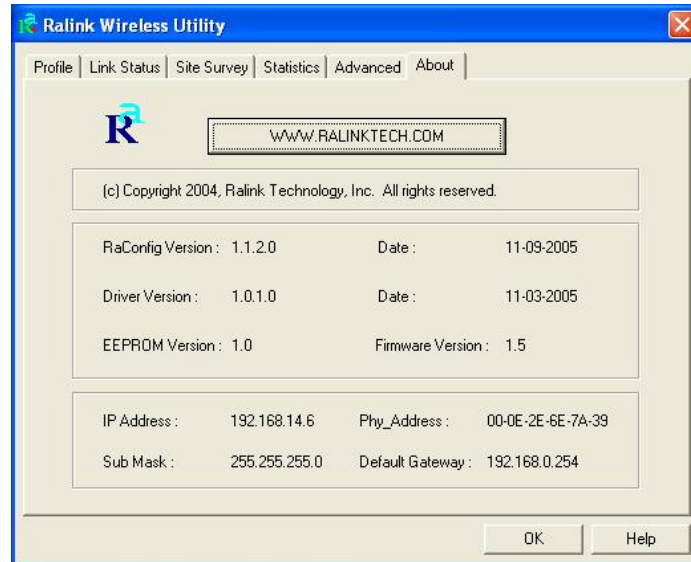 Ralink Wireless Utility
Profile Link Status Site Survey Statistics Advanced About
Ra WWW.RALINKTECH.COM
(c) Copyright 2004, Ralink Technology, Inc. All rights reserved.
RaConfig Version : 1.1.2.0 Date : 11-09-2005
Driver Version : 1.0.1.0 Date : 11-03-2005
EEPROM Version : 1.0 Firmware Version : 1.5
IP Address : 192.168.14.6 Phy_Address : 00-0E-2E-6E-7A-39
Sub Mask : 255.255.255.0 Default Gateway : 192.168.0.254
OK Help